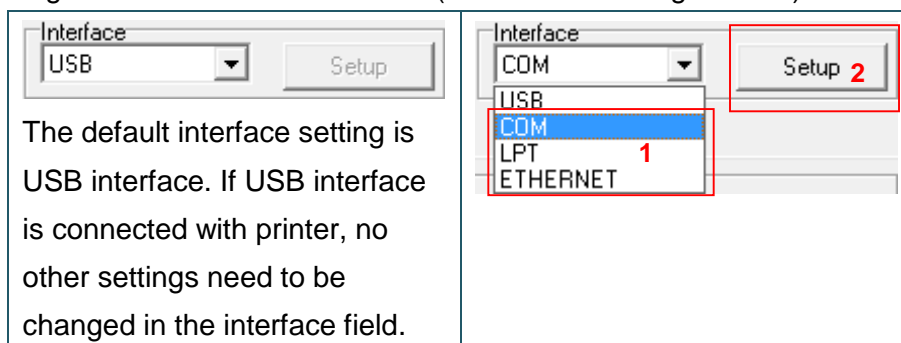 Interface
USB
Setup
The default interface setting is
USB interface. If USB interface
is connected with printer, no
other settings need to be
changed in the interface field.
Interface
COM
Setup 2
USB
COM
LPT 1
ETHERNET